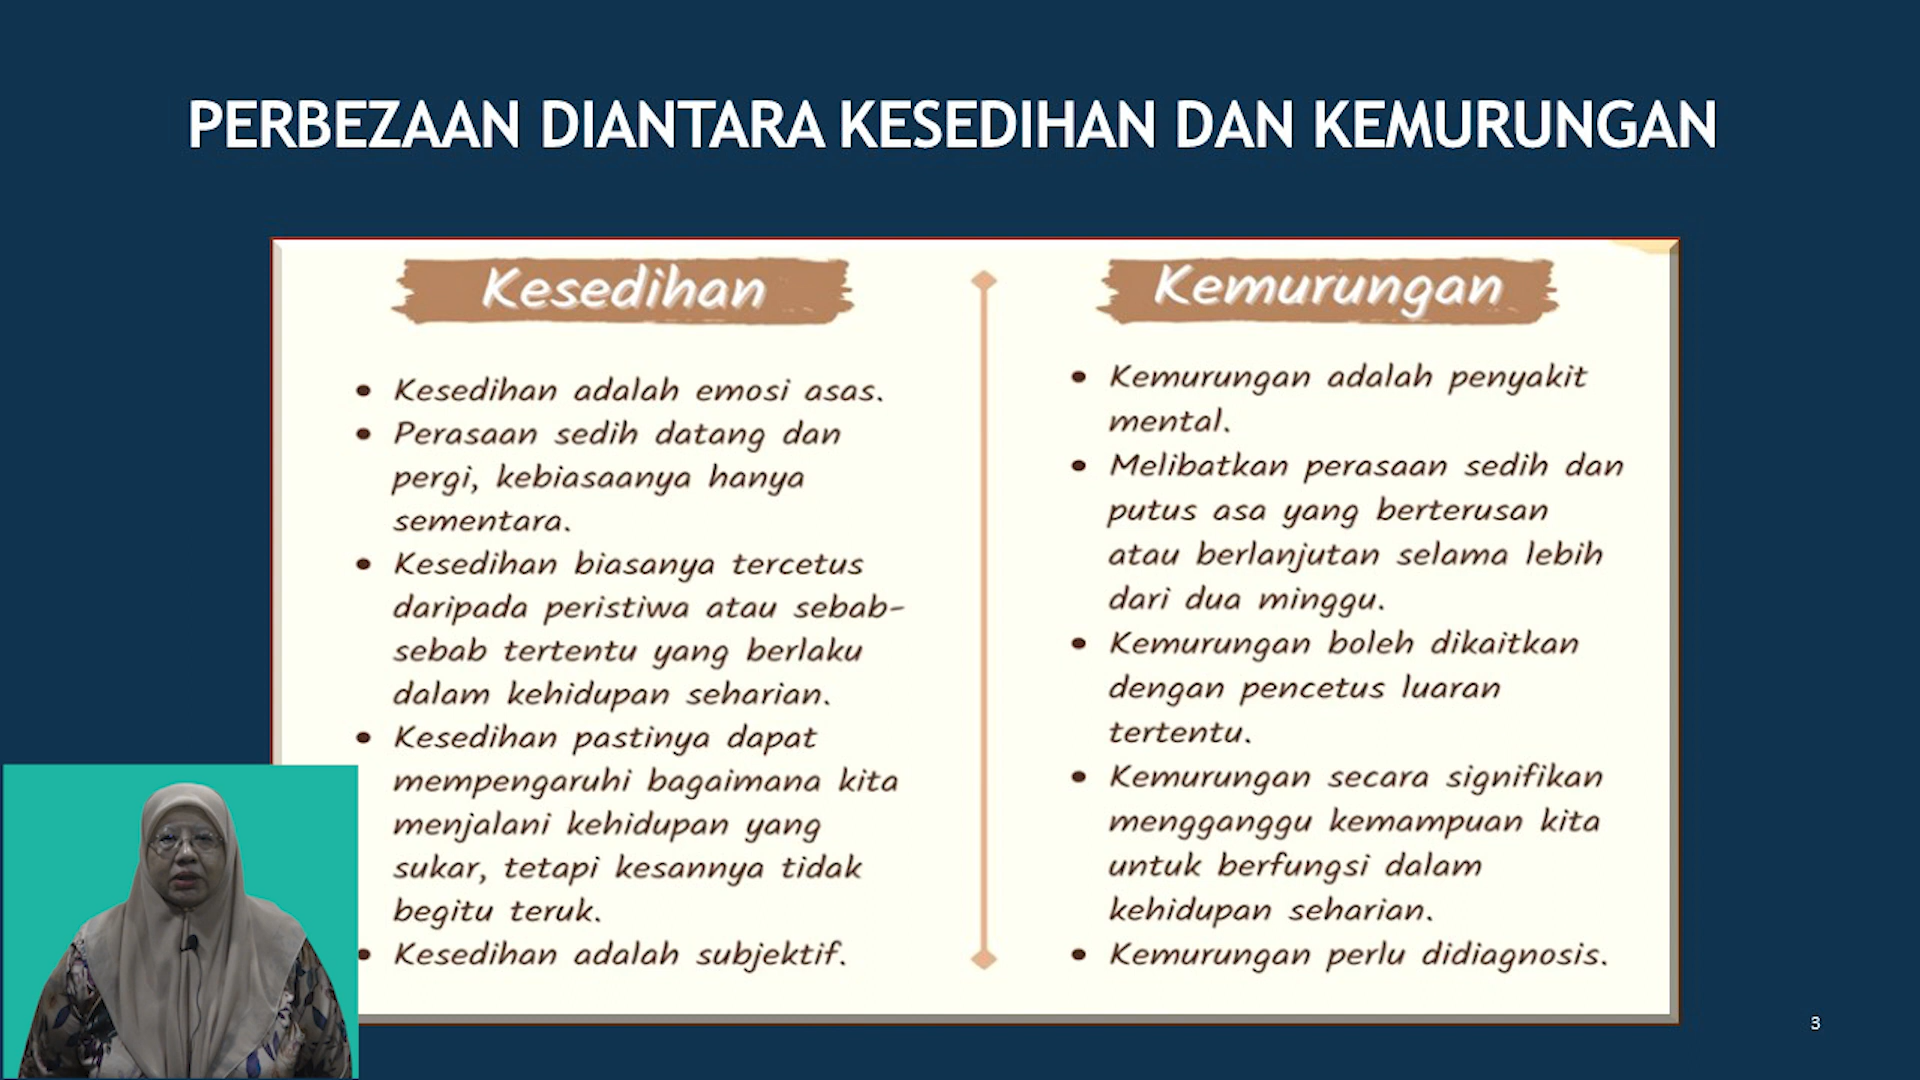 PERBEZAAN DIANTARA KESEDIHAN DAN KEMURUNGAN
Kesedihan
• Kesedihan adalah emosi asas.
• Perasaan sedih datang dan
pergi, kebiasaanya hanya
sementara.
• Kesedihan biasanya tercetus
daripada peristiwa atau sebab-
sebab tertentu yang berlaku
dalam kehidupan seharian.
• Kesedihan pastinya dapat
mempengaruhi bagaimana kita
menjalani kehidupan yang
sukar, tetapi kesannya tidak
begitu teruk.
• Kesedihan adalah subjektif.
Kemurungan
• Kemurungan adalah penyakit
mental.
• Melibatkan perasaan sedih dan
putus asa yang berterusan
atau berlanjutan selama lebih
dari dua minggu.
• Kemurungan boleh dikaitkan
dengan pencetus luaran
tertentu.
• Kemurungan secara signifikan
mengganggu kemampuan kita
untuk berfungsi dalam
kehidupan seharian.
• Kemurungan perlu didiagnosis.
3